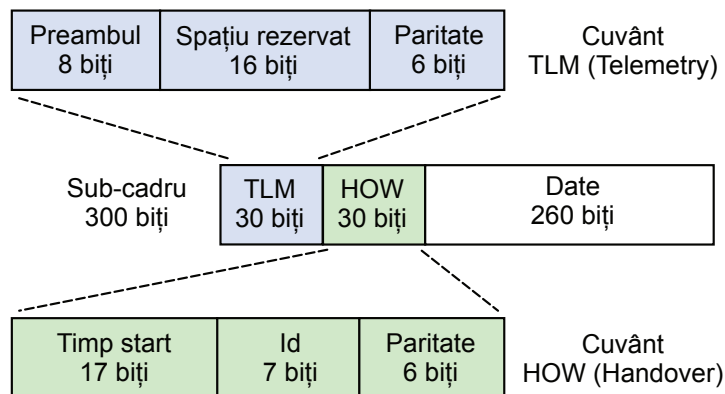 Preambul
8 biți
Spațiu rezervat
16 biți
Paritate
6 biți
Cuvânt
TLM (Telemetry)
Sub-cadru
300 biți
TLM
30 biți
HOW
30 biți
Date
260 biți
Timp start
17 biți
Id
7 biți
Paritate
6 biți
Cuvânt
HOW (Handover)